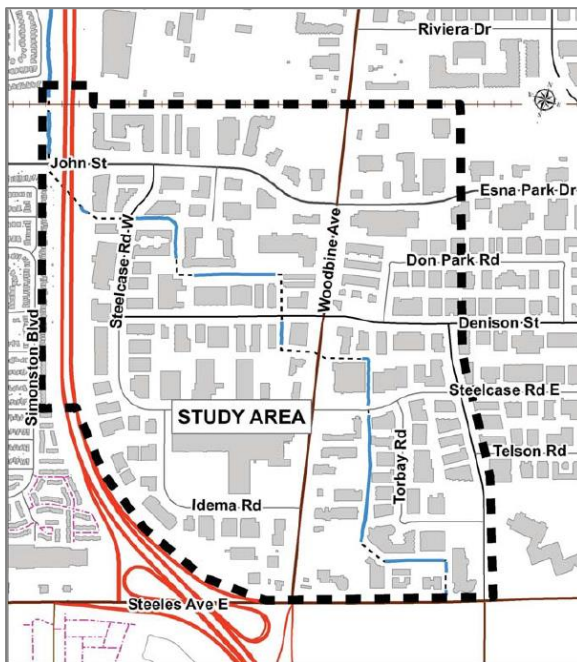 Riviera Dr
John St
Esna Park Dr
Woodbine Ave
Steelcase Rd W
Don Park Rd
Simonston Blvd
Denison St
Steelcase Rd E
STUDY AREA
Torbay Rd
Telson Rd
Idema Rd
Steeles Ave E